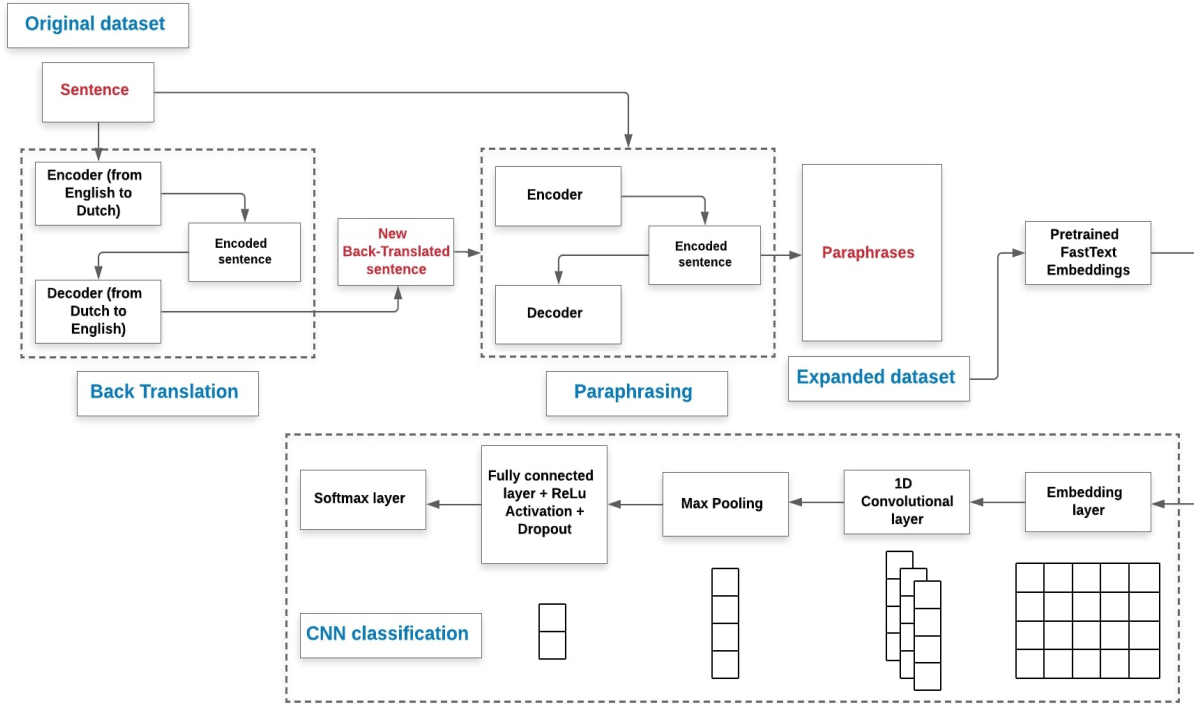 Original dataset
Sentence
Encoder (from
English to
Dutch)
Encoded
sentence
Decoder (from
Dutch to
English)
Back Translation
New
Back-Translated
sentence
Encoder
Encoded
sentence
Decoder
Paraphrasing
Paraphrases
Expanded dataset
Pretrained
FastText
Embeddings
Embedding
layer
1D
Convolutional
layer
Max Pooling
Fully connected
layer + ReLu
Activation +
Dropout
Softmax layer
CNN classification